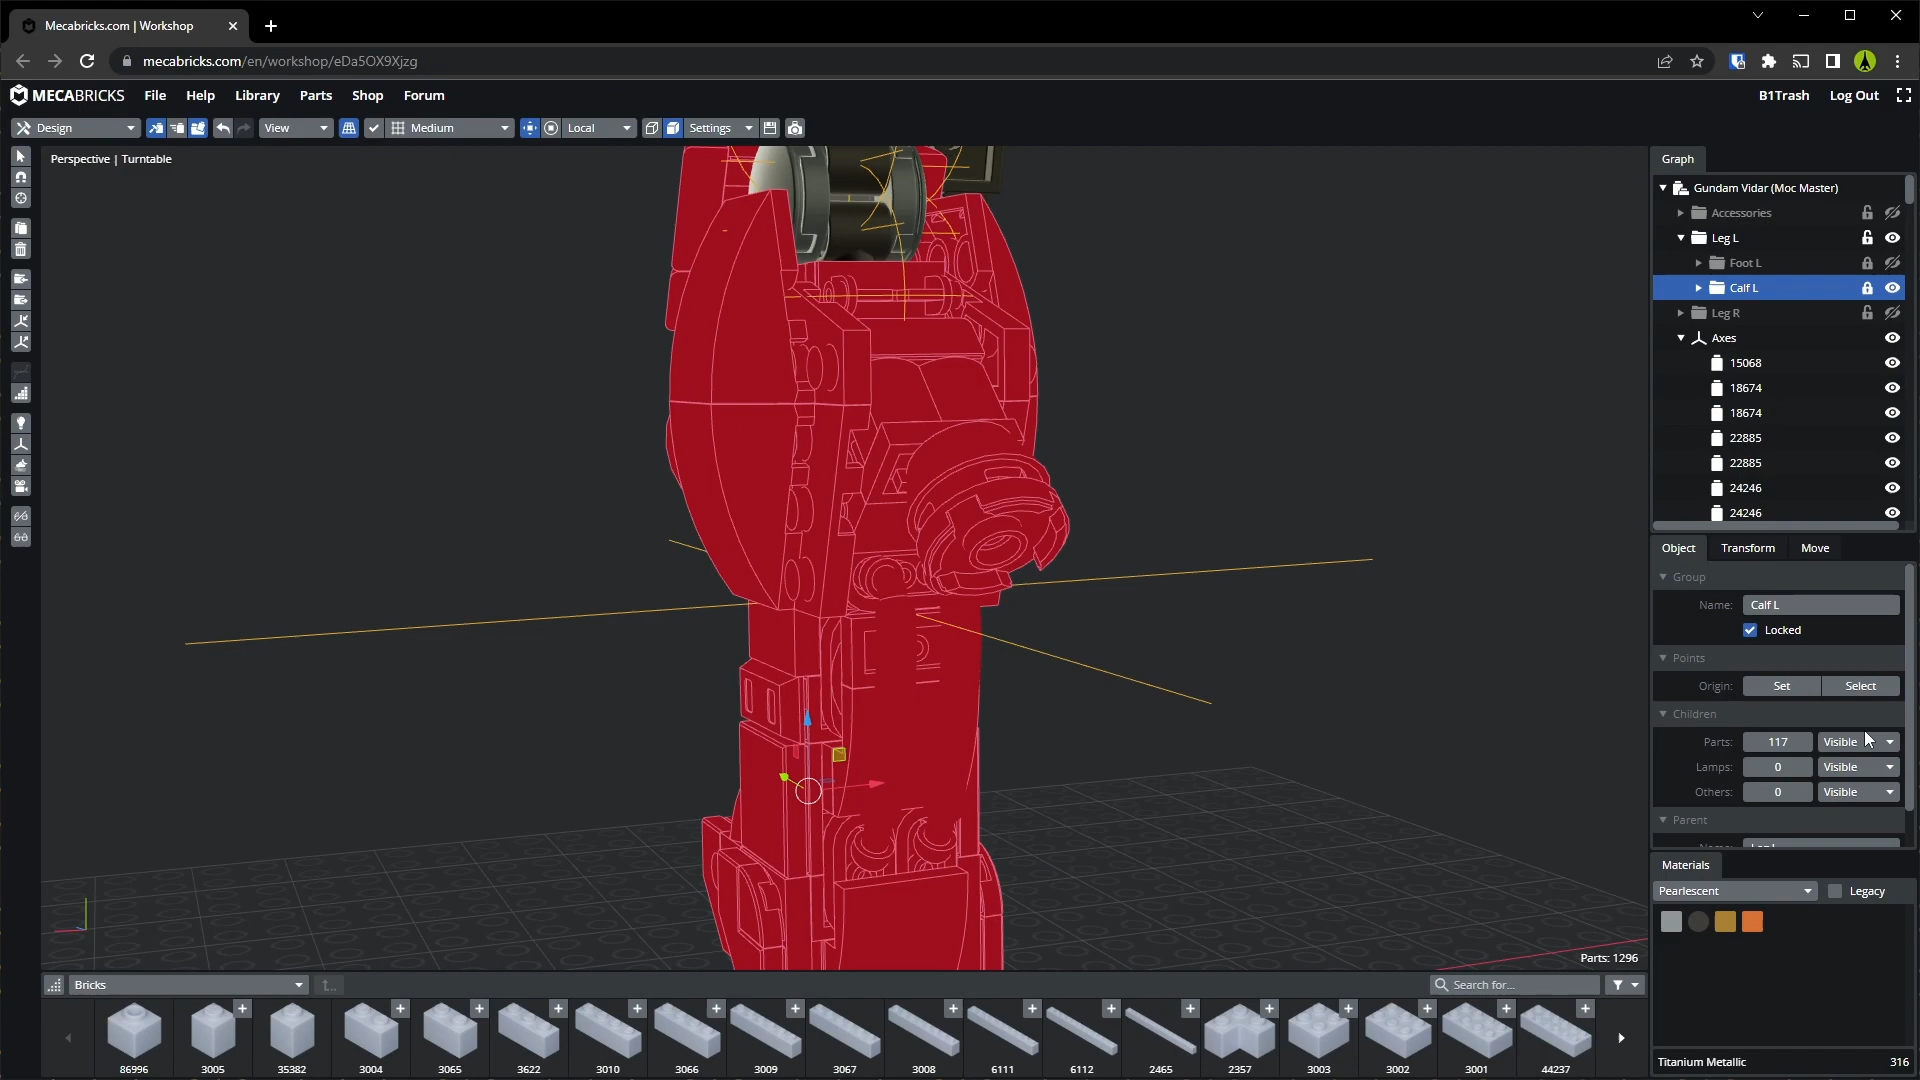 Mecabricks.com | Workshop
mecabricks.com/en/workshop/eDa5OX9Xjzg
MECABRICKS File Help Library Parts Shop Forum B1Trash Log Out
Design View Medium Local Settings
Perspective | Turntable
Graph
Gundam Vidar (Moc Master)
Accessories
Leg L
Foot L
Calf L
Leg R
Axes
15068
18674
18674
22885
22885
24246
24246
Object Transform Move
Group
Name: Calf L
Locked
Points
Origin: Set Select
Children
Parts: 117 Visible
Lamps: 0 Visible
Others: 0 Visible
Parent
Materials
Pearlescent Legacy
Parts: 1296
Bricks Search for...
86996 3005 35382 3004 3065 3622 3010 3066 3009 3067 3008 6111 6112 2465 2357 3003 3002 3001 44237
Titanium Metallic 316